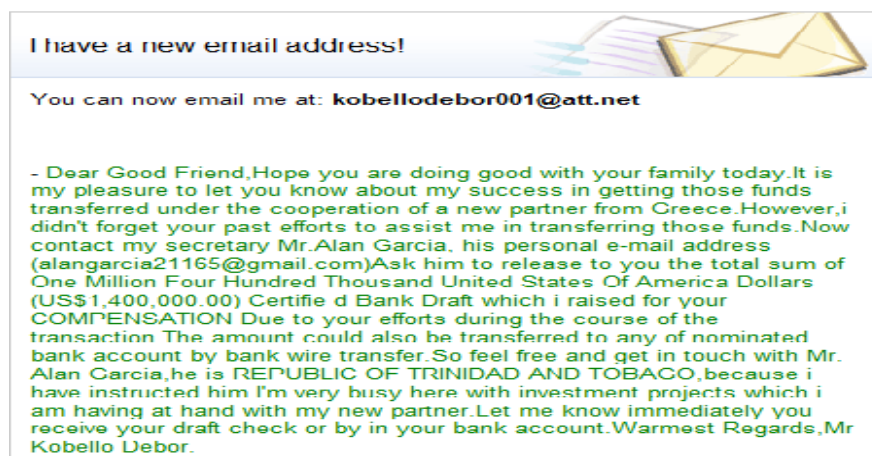 I have a new email address!
You can now email me at: kobellodebor001@att.net
- Dear Good Friend,Hope you are doing good with your family today.It is
my pleasure to let you know about my success in getting those funds
transferred under the cooperation of a new partner from Greece.However,i
didn't forget your past efforts to assist me in transferring those funds.Now
contact my secretary Mr.Alan Garcia, his personal e-mail address
(alangarcia21165@gmail.com)Ask him to release to you the total sum of
One Million Four Hundred Thousand United States Of America Dollars
(US$1,400,000.00) Certifie d Bank Draft which i raised for your
COMPENSATION Due to your efforts during the course of the
transaction The amount could also be transferred to any of nominated
bank account by bank wire transfer.So feel free and get in touch with Mr.
Alan Garcia,he is REPUBLIC OF TRINIDAD AND TOBAGO,because i
have instructed him I'm very busy here with investment projects which i
am having at hand with my new partner.Let me know immediately you
receive your draft check or by in your bank account.Warmest Regards,Mr
Kobello Debor.